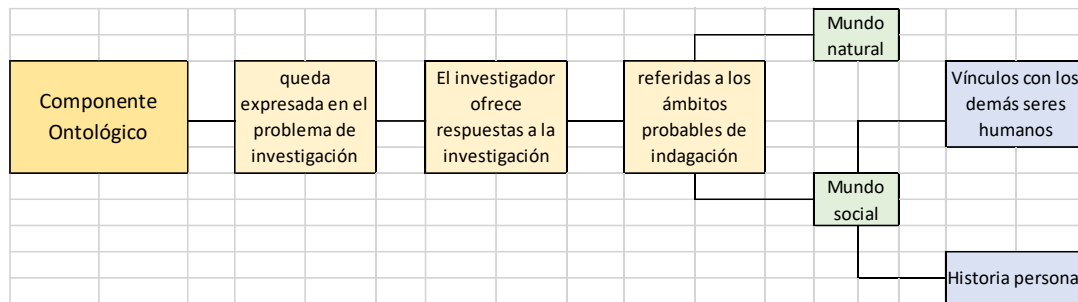 Componente
Ontológico
queda
expresada en el
problema de
investigación
El investigador
ofrece
respuestas a la
investigación
referidas a los
ámbitos
probables de
indagación
Mundo
natural
Mundo
social
Vínculos con los
demás seres
humanos
Historia persona